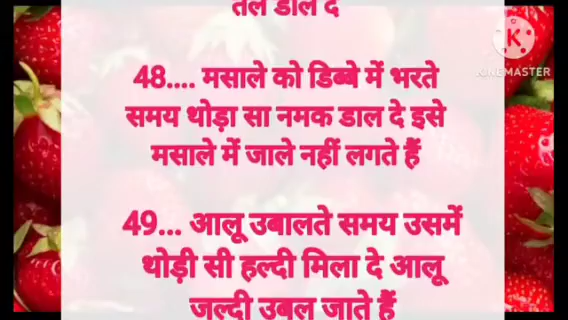 तेल डाल दे
K
KINEMASTER
48.... मसाले को डिब्बे में भरते
समय थोड़ा सा नमक डाल दे इसे
मसाले में जाले नहीं लगते हैं
49... आलू उबालते समय उसमें
थोड़ी सी हल्दी मिला दे आलू
जल्दी उबल जाते हैं